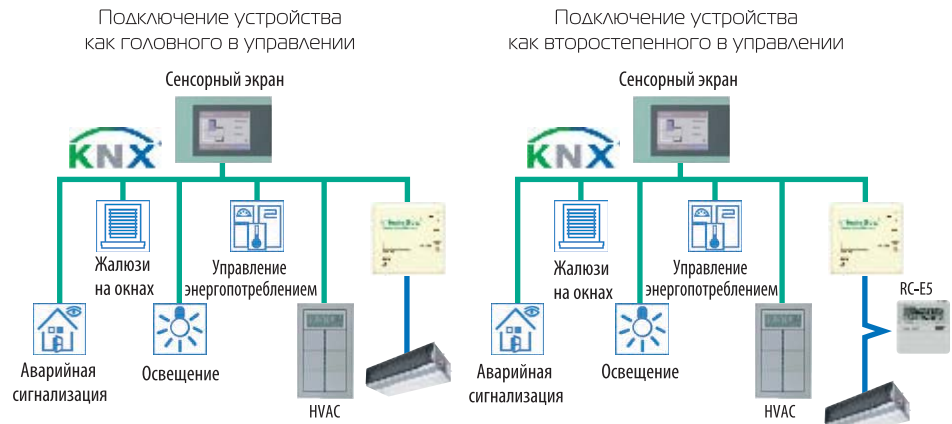 Подключение устройства
как головного в управлении
Сенсорный экран
KNX
Жалюзи
на окнах
Управление
энергопотреблением
Аварийная
сигнализация
Освещение
HVAC
Подключение устройства
как второстепенного в управлении
Сенсорный экран
KNX
Жалюзи
на окнах
Управление
энергопотреблением
RC-E5
Аварийная
сигнализация
Освещение
HVAC